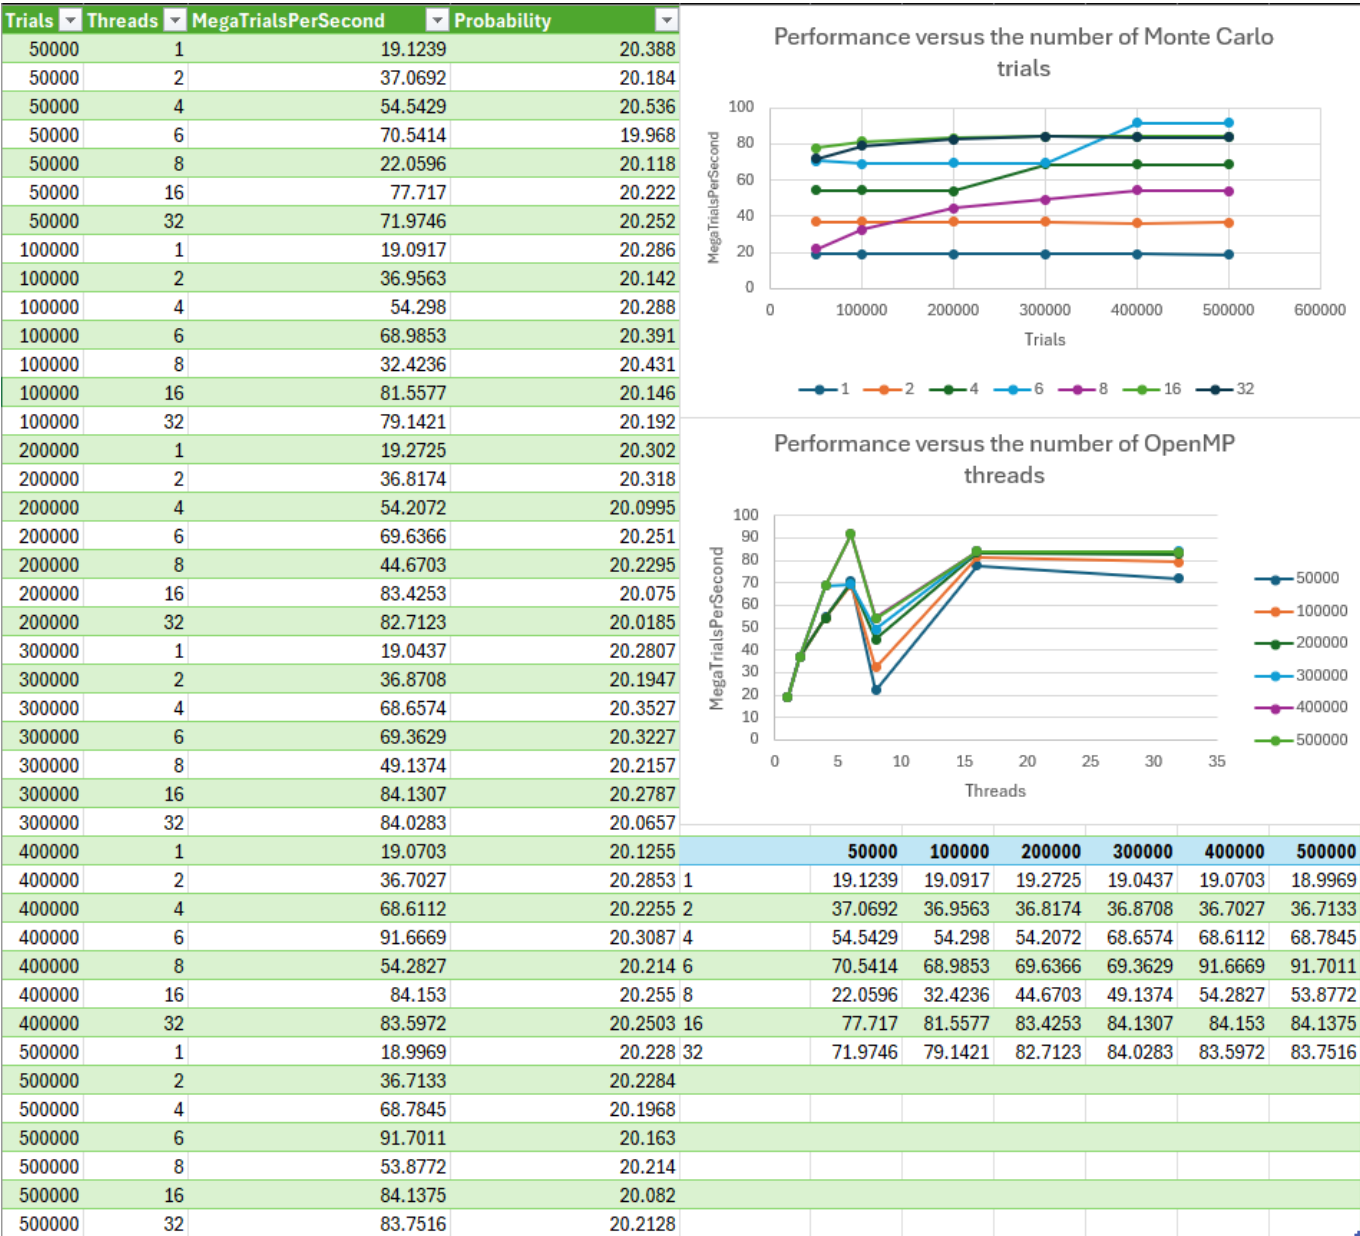 Trials Threads MegaTrialsPerSecond Probability
50000 1 19.1239 20.388
50000 2 37.0692 20.184
50000 4 54.5429 20.536
50000 6 70.5414 19.968
50000 8 22.0596 20.118
50000 16 77.717 20.222
50000 32 71.9746 20.252
100000 1 19.0917 20.286
100000 2 36.9563 20.142
100000 4 54.298 20.288
100000 6 68.9853 20.391
100000 8 32.4236 20.431
100000 16 81.5577 20.146
100000 32 79.1421 20.192
200000 1 19.2725 20.302
200000 2 36.8174 20.318
200000 4 54.2072 20.0995
200000 6 69.6366 20.251
200000 8 44.6703 20.2295
200000 16 83.4253 20.075
200000 32 82.7123 20.0185
300000 1 19.0437 20.2807
300000 2 36.8708 20.1947
300000 4 68.6574 20.3527
300000 6 69.3629 20.3227
300000 8 49.1374 20.2157
300000 16 84.1307 20.2787
300000 32 84.0283 20.0657
400000 1 19.0703 20.1255
400000 2 36.7027 20.2853
400000 4 68.6112 20.2255
400000 6 91.6669 20.3087
400000 8 54.2827 20.214
400000 16 84.153 20.255
400000 32 83.5972 20.2503
500000 1 18.9969 20.228
500000 2 36.7133 20.2284
500000 4 68.7845 20.1968
500000 6 91.7011 20.163
500000 8 53.8772 20.214
500000 16 84.1375 20.082
500000 32 83.7516 20.2128
Performance versus the number of Monte Carlo
trials
MegaTrialsPerSecond
100
80
60
40
20
0
0 100000 200000 300000 400000 500000 600000
Trials
1 2 4 6 8 16 32
Performance versus the number of OpenMP
threads
MegaTrialsPerSecond
100
90
80
70
60
50
40
30
20
10
0
0 5 10 15 20 25 30 35
Threads
50000
100000
200000
300000
400000
500000
50000 100000 200000 300000 400000 500000
1 19.1239 19.0917 19.2725 19.0437 19.0703 18.9969
2 37.0692 36.9563 36.8174 36.8708 36.7027 36.7133
4 54.5429 54.298 54.2072 68.6574 68.6112 68.7845
6 70.5414 68.9853 69.6366 69.3629 91.6669 91.7011
8 22.0596 32.4236 44.6703 49.1374 54.2827 53.8772
16 77.717 81.5577 83.4253 84.1307 84.153 84.1375
32 71.9746 79.1421 82.7123 84.0283 83.5972 83.7516